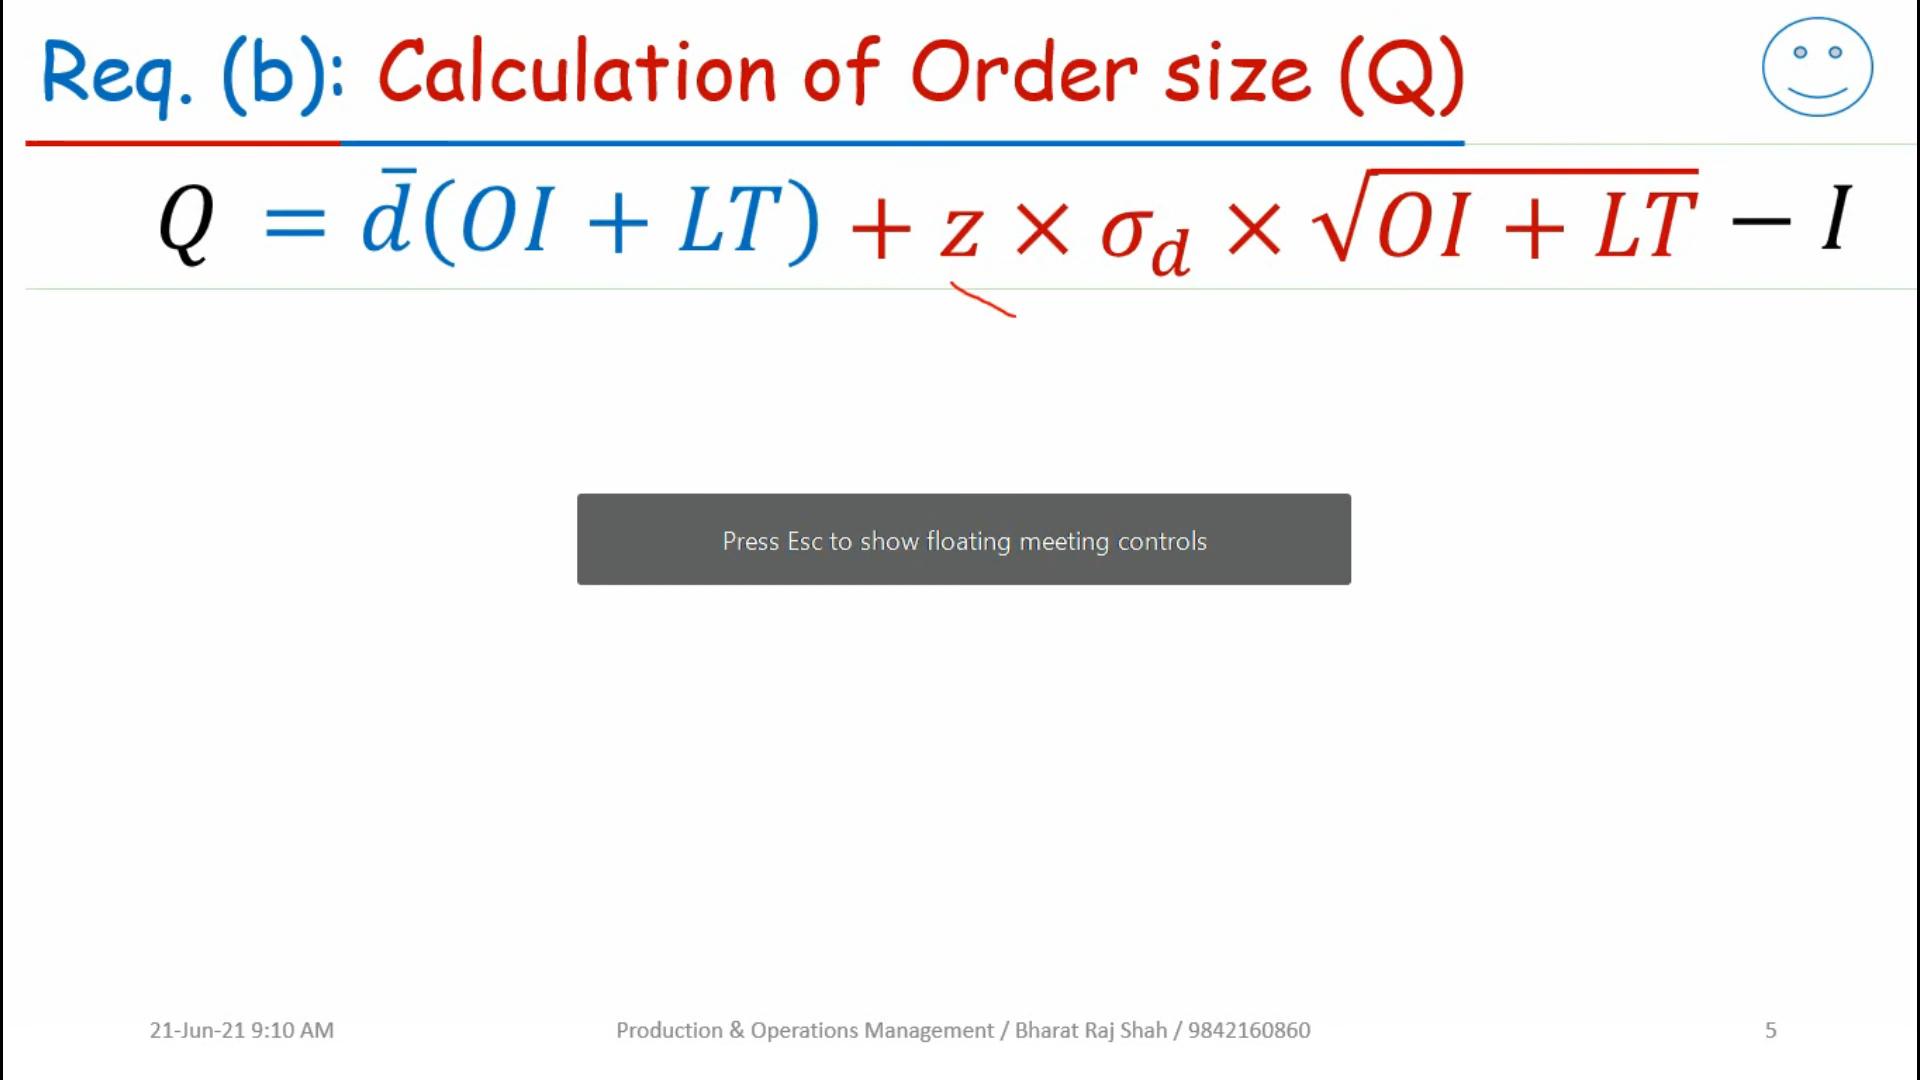 Req. (b): Calculation of Order size (Q)
Q = d̄(OI + LT) + z × σ_d × √(OI + LT) − I
Press Esc to show floating meeting controls
21-Jun-21 9:10 AM Production & Operations Management / Bharat Raj Shah / 9842160860 5